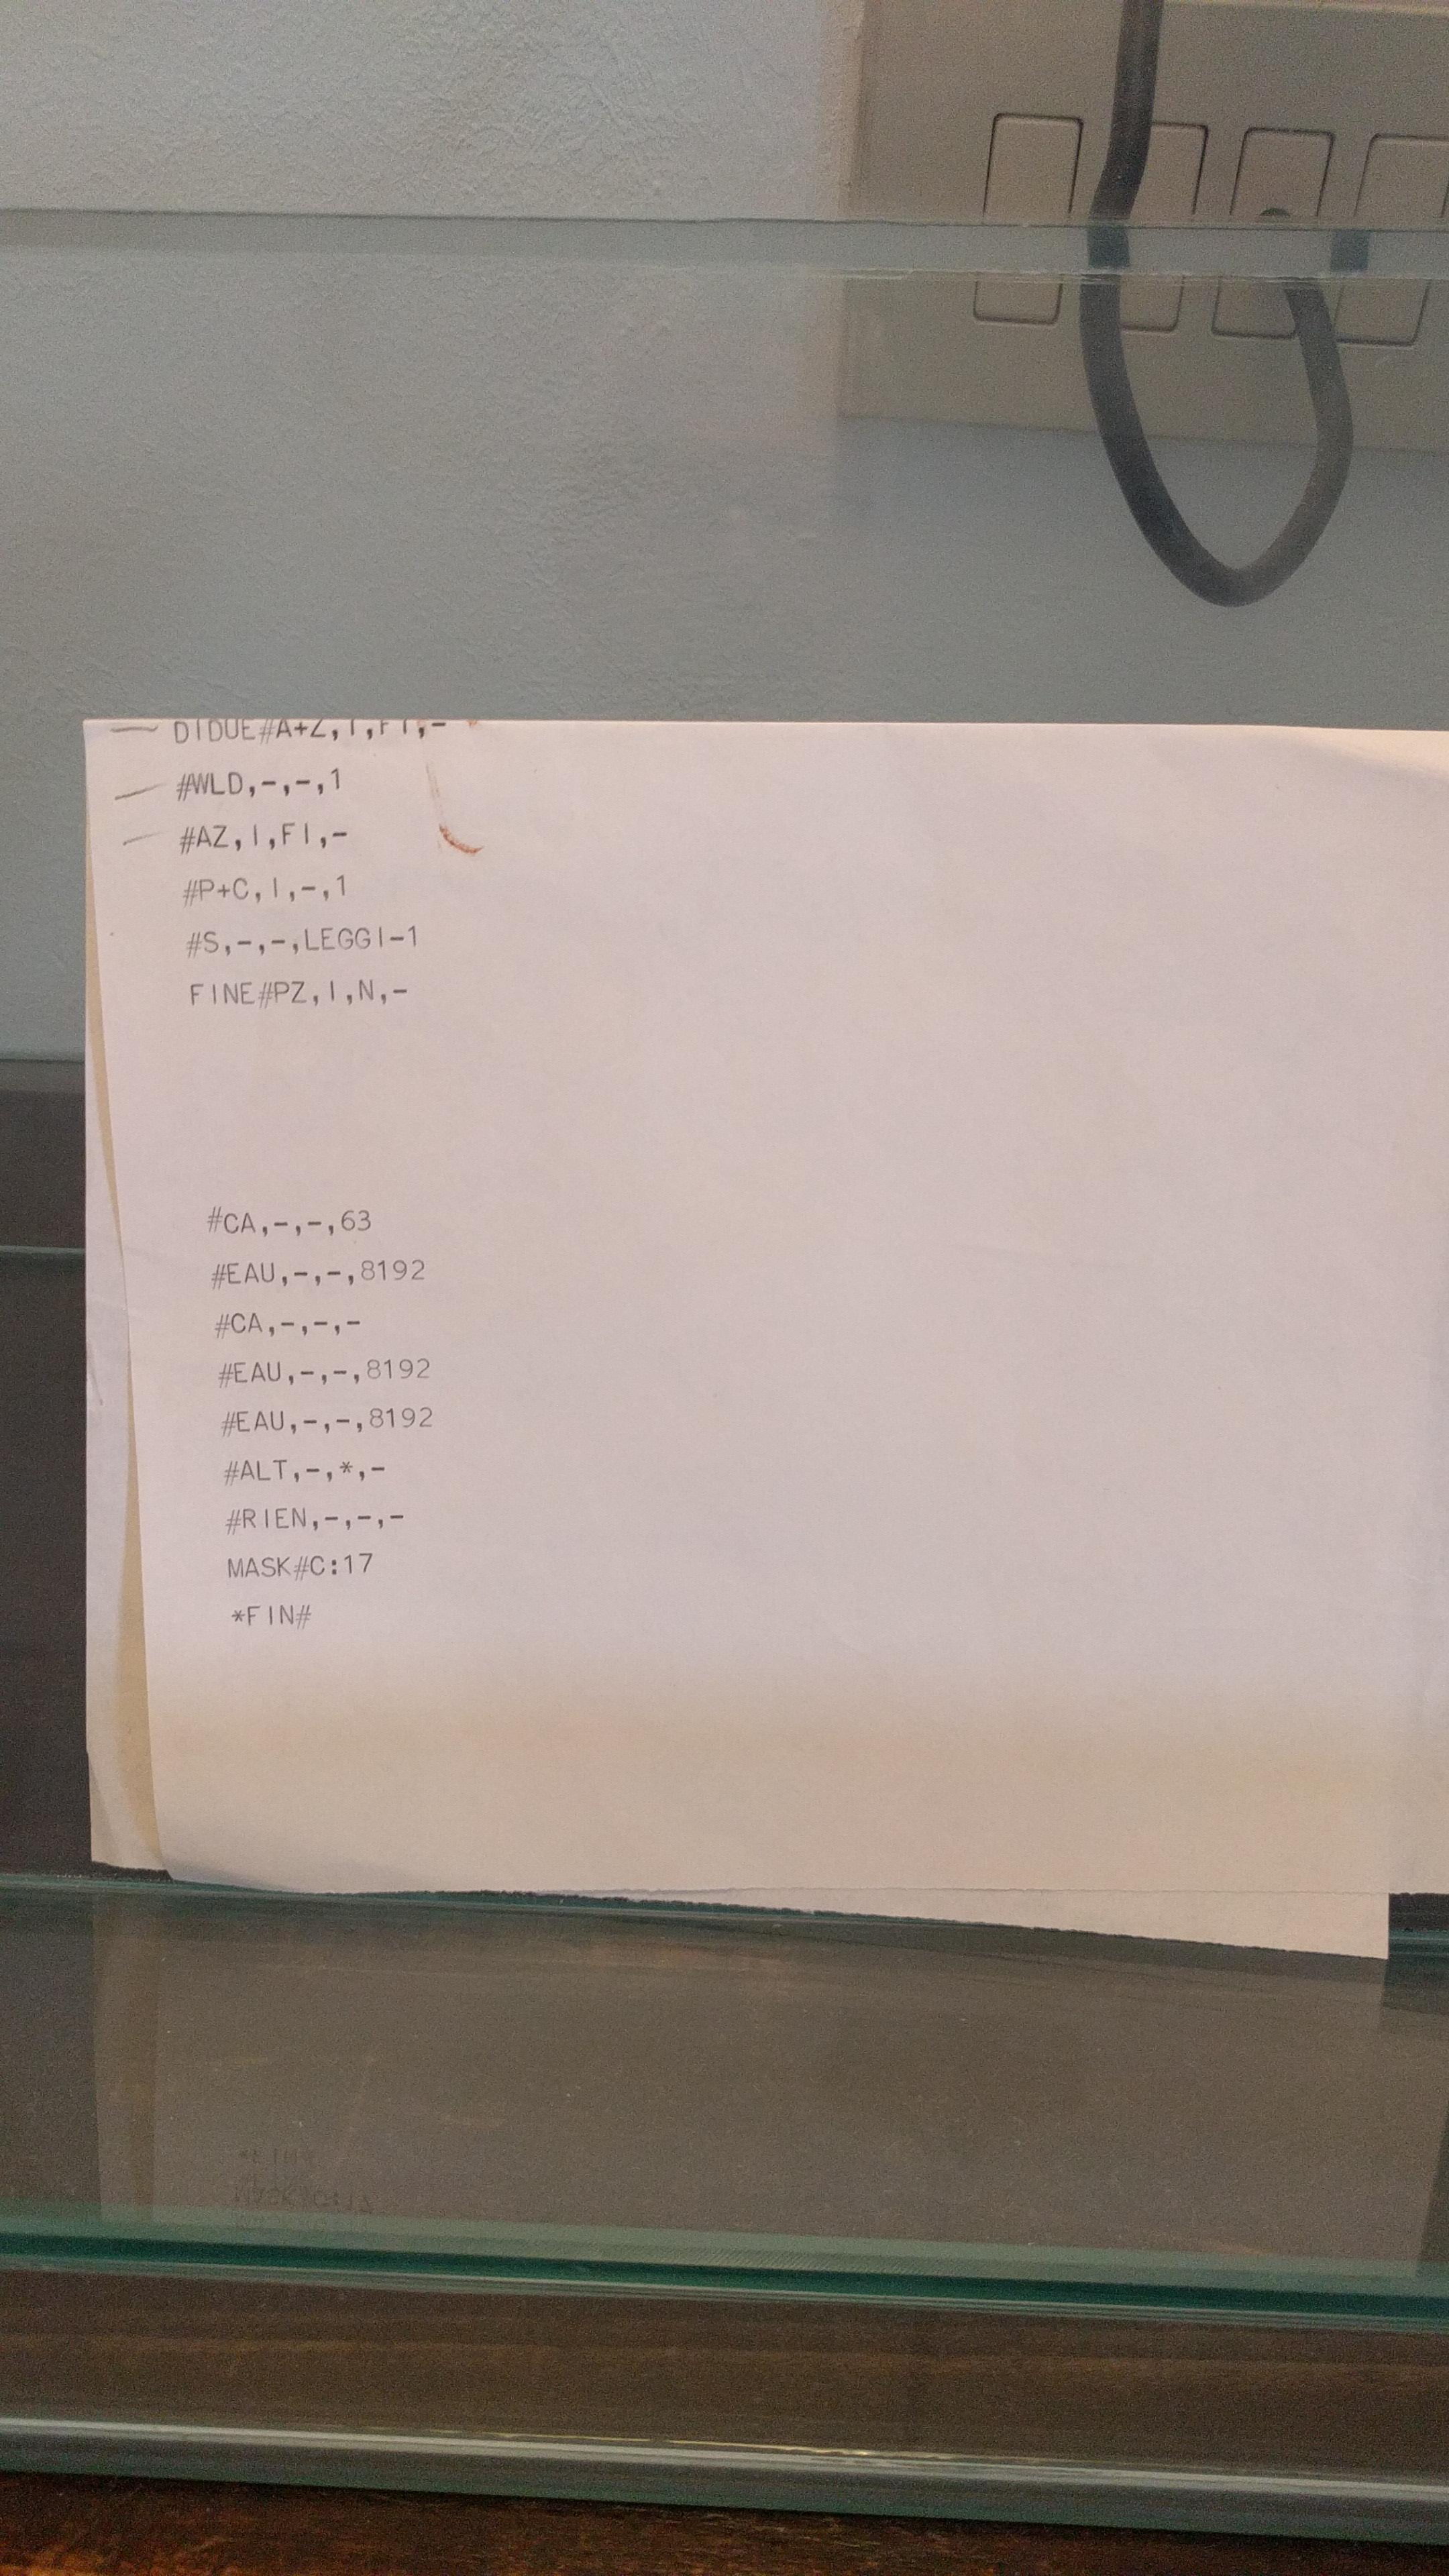 DIDUE#A+Z,I,FI,-
#WLD,-,-,1
#AZ,I,FI,-
#P+C,I,-,1
#S,-,-,LEGGI-1
FINE#PZ,I,N,-
#CA,-,-,63
#EAU,-,-,8192
#CA,-,-,-
#EAU,-,-,8192
#EAU,-,-,8192
#ALT,-,*,-
#RIEN,-,-,-
MASK#C:17
*FIN#